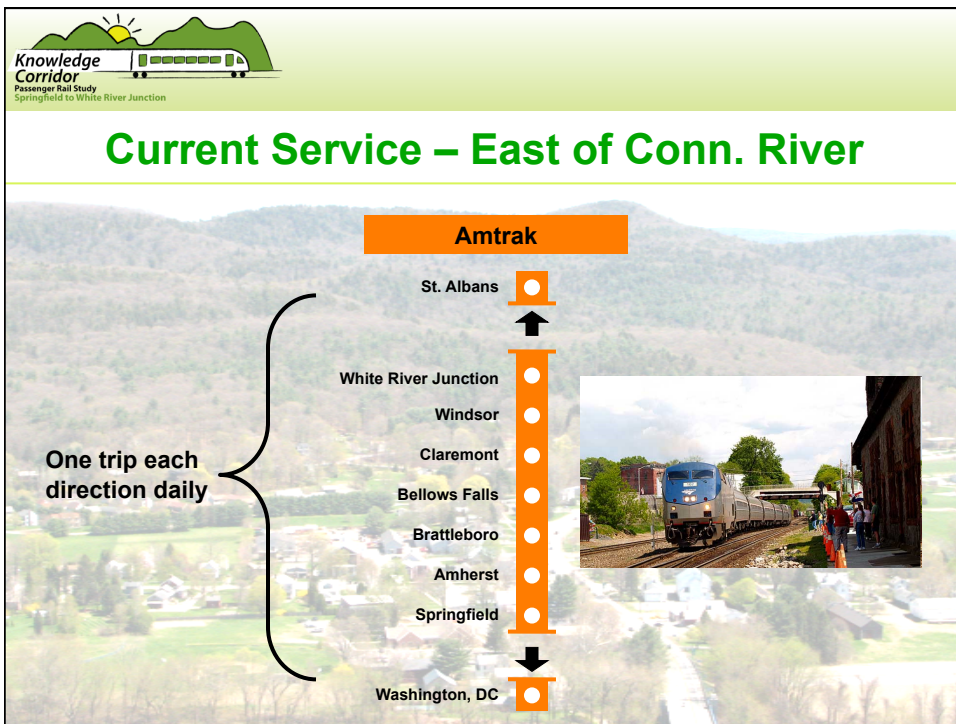 Knowledge
Corridor
Passenger Rail Study
Springfield to White River Junction
Current Service – East of Conn. River
Amtrak
St. Albans
White River Junction
Windsor
Claremont
Bellows Falls
Brattleboro
Amherst
Springfield
Washington, DC
One trip each
direction daily